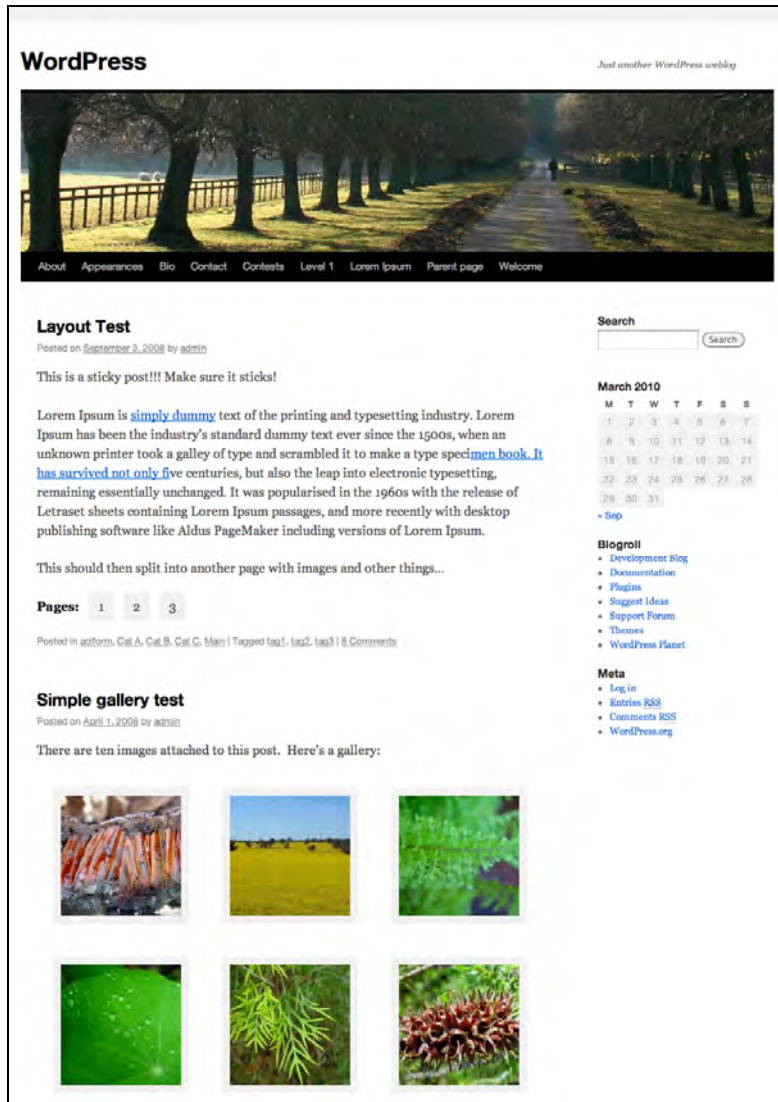 WordPress
Just another WordPress weblog
About Appearances Bio Contact Contests Level 1 Lorem Ipsum Parent page Welcome
Layout Test
Posted on September 3, 2008 by admin
This is a sticky post!!! Make sure it sticks!
Lorem Ipsum is simply dummy text of the printing and typesetting industry. Lorem
Ipsum has been the industry's standard dummy text ever since the 1500s, when an
unknown printer took a galley of type and scrambled it to make a type specimen book. It
has survived not only five centuries, but also the leap into electronic typesetting,
remaining essentially unchanged. It was popularised in the 1960s with the release of
Letraset sheets containing Lorem Ipsum passages, and more recently with desktop
publishing software like Aldus PageMaker including versions of Lorem Ipsum.
This should then split into another page with images and other things...
Pages: 1 2 3
Posted in aciform, Cat A, Cat B, Cat C, Main | Tagged tag1, tag2, tag3 | 8 Comments
Simple gallery test
Posted on April 1, 2008 by admin
There are ten images attached to this post. Here's a gallery:
Search
Search
March 2010
M T W T F S S
1 2 3 4 5 6 7
8 9 10 11 12 13 14
15 16 17 18 19 20 21
22 23 24 25 26 27 28
29 30 31
« Sep
Blogroll
Development Blog
Documentation
Plugins
Suggest Ideas
Support Forum
Themes
WordPress Planet
Meta
Log in
Entries RSS
Comments RSS
WordPress.org